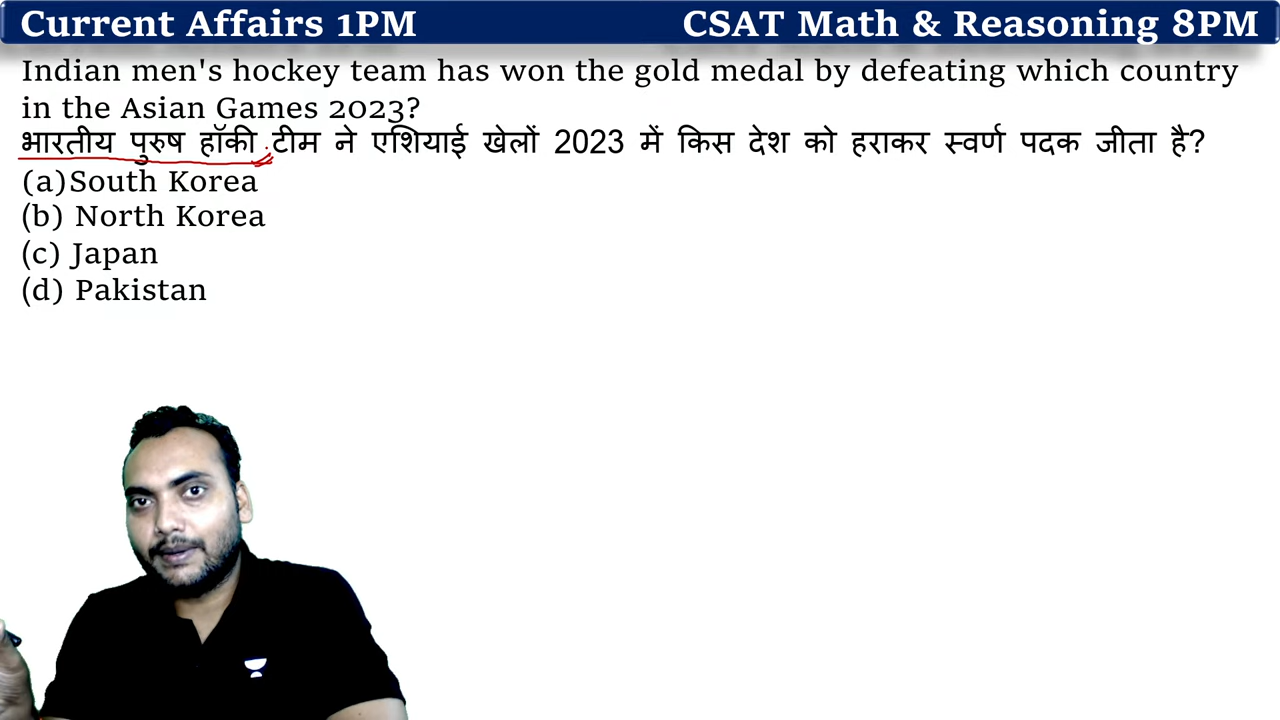 Current Affairs 1PM
CSAT Math & Reasoning 8PM
Indian men's hockey team has won the gold medal by defeating which country
in the Asian Games 2023?
भारतीय पुरुष हॉकी टीम ने एशियाई खेलों 2023 में किस देश को हराकर स्वर्ण पदक जीता है?
(a)South Korea
(b) North Korea
(c) Japan
(d) Pakistan